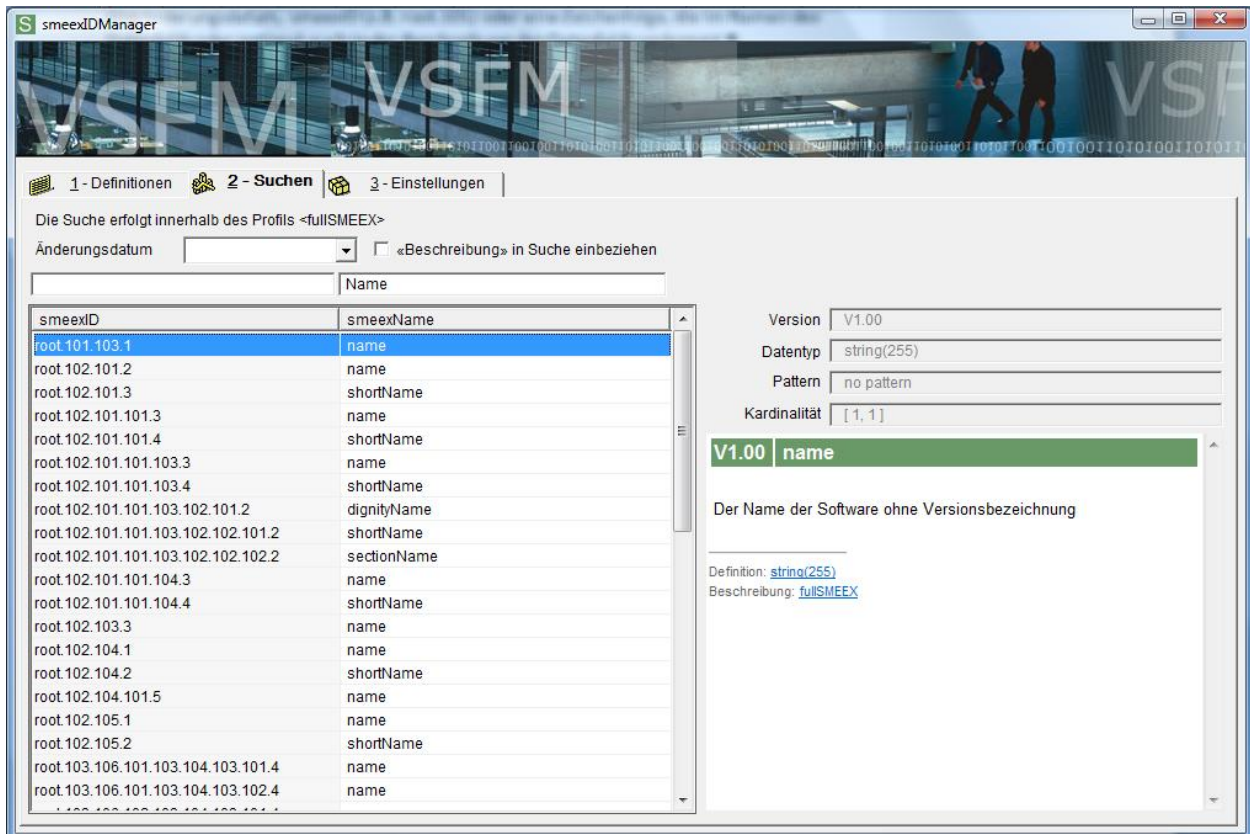 smeexIDManager
VSFM VSFM VSF
1 - Definitionen 2 - Suchen 3 - Einstellungen
Die Suche erfolgt innerhalb des Profils <fullSMEEX>
Änderungsdatum «Beschreibung» in Suche einbeziehen
Name
smeexID smeexName
root.101.103.1 name
root.102.101.2 name
root.102.101.3 shortName
root.102.101.101.3 name
root.102.101.101.4 shortName
root.102.101.101.103.3 name
root.102.101.101.103.4 shortName
root.102.101.101.103.102.101.2 dignityName
root.102.101.101.103.102.102.101.2 shortName
root.102.101.101.103.102.102.102.2 sectionName
root.102.101.101.104.3 name
root.102.101.101.104.4 shortName
root.102.103.3 name
root.102.104.1 name
root.102.104.2 shortName
root.102.104.101.5 name
root.102.105.1 name
root.102.105.2 shortName
root.103.106.101.103.104.103.101.4 name
root.103.106.101.103.104.103.102.4 name
Version V1.00
Datentyp string(255)
Pattern no pattern
Kardinalität [ 1, 1 ]
V1.00 name
Der Name der Software ohne Versionsbezeichnung
Definition: string(255)
Beschreibung: fullSMEEX